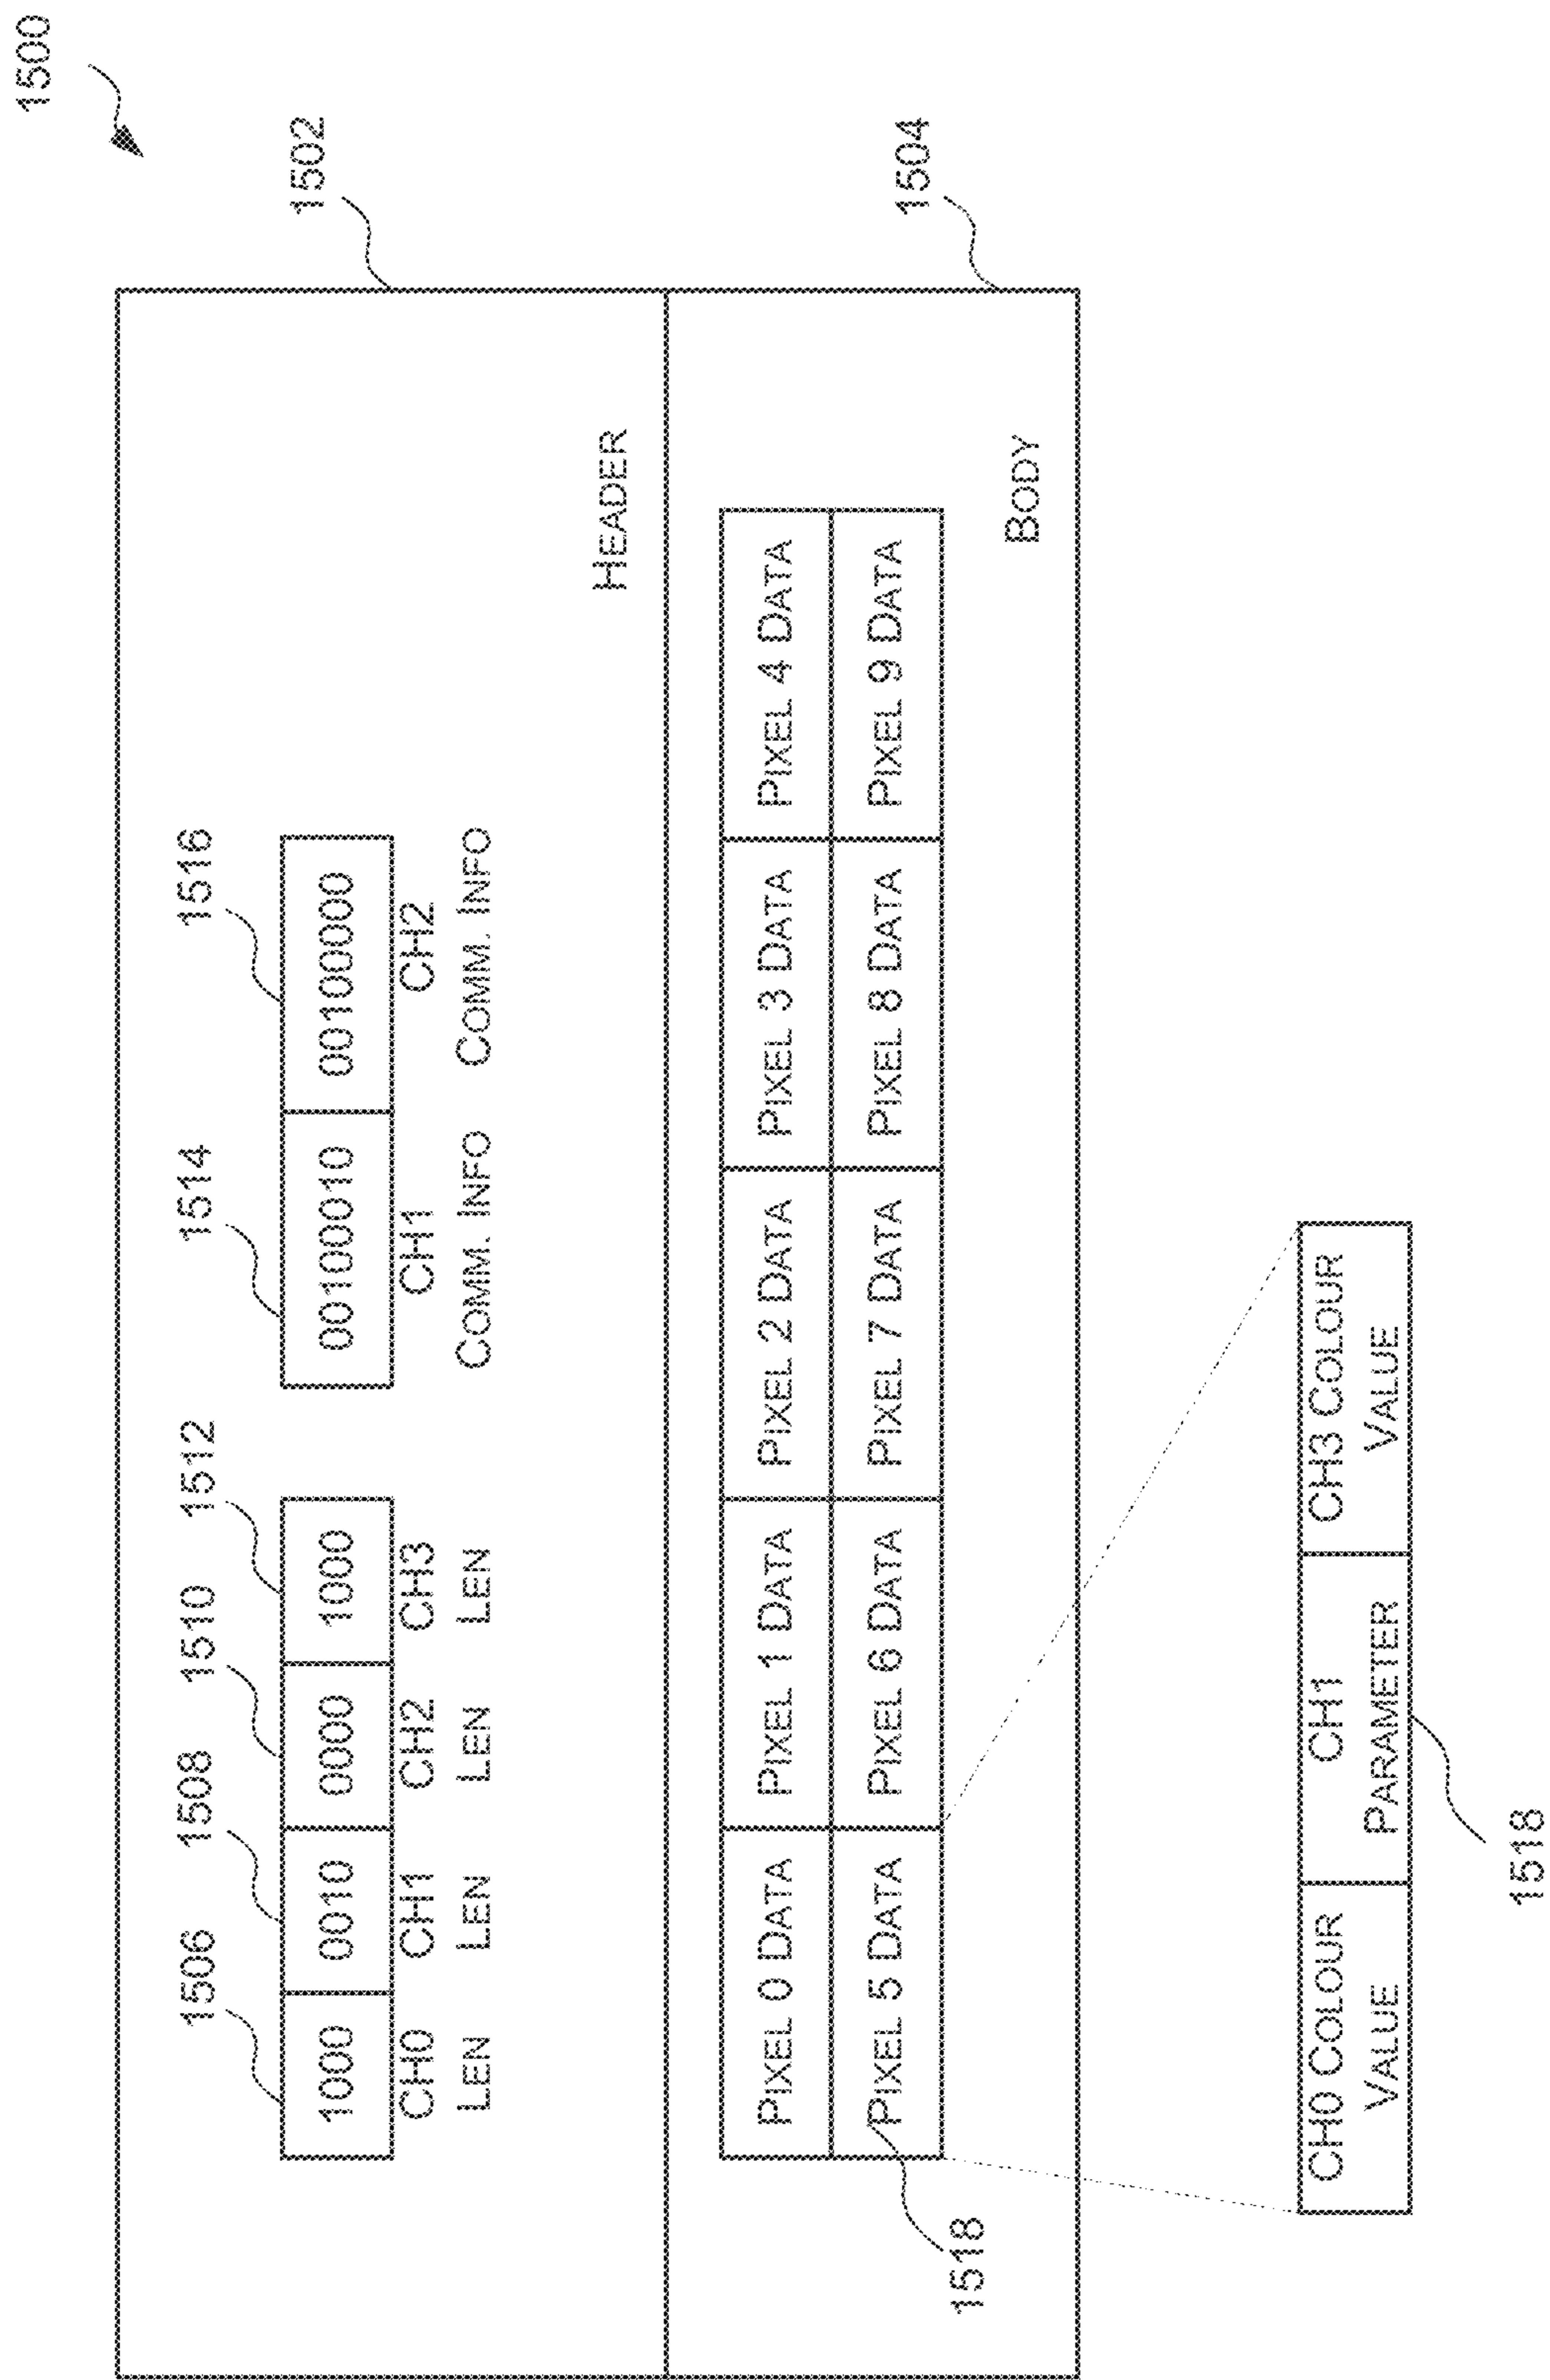 1500
1502
1506 1508 1510 1512 1514 1516
1000 0010 0000 1000 00100010 00100000
CH0 CH1 CH2 CH3 CH1 CH2
LEN LEN LEN LEN COMM. INFO COMM. INFO
HEADER
1504
PIXEL 0 DATA PIXEL 1 DATA PIXEL 2 DATA PIXEL 3 DATA PIXEL 4 DATA
PIXEL 5 DATA PIXEL 6 DATA PIXEL 7 DATA PIXEL 8 DATA PIXEL 9 DATA
1518
BODY
CH0 COLOUR CH1 CH3 COLOUR
VALUE PARAMETER VALUE
1518